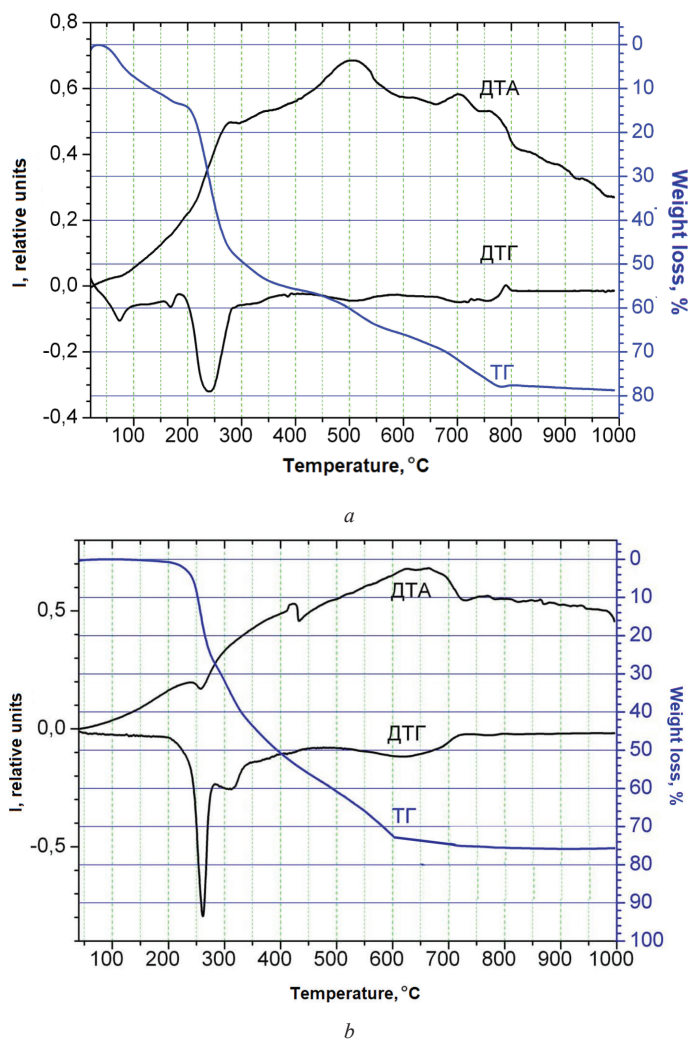 0,8
0,6
0,4
0,2
0,0
-0,2
-0,4
I, relative units
ДТА
ДТГ
ТГ
0
10
20
30
40
50
60
70
80
Weight loss, %
100 200 300 400 500 600 700 800 900 1000
Temperature, °C
a
0,5
0,0
-0,5
I, relative units
ДТА
ДТГ
ТГ
0
10
20
30
40
50
60
70
80
90
100
Weight loss, %
100 200 300 400 500 600 700 800 900 1000
Temperature, °C
b